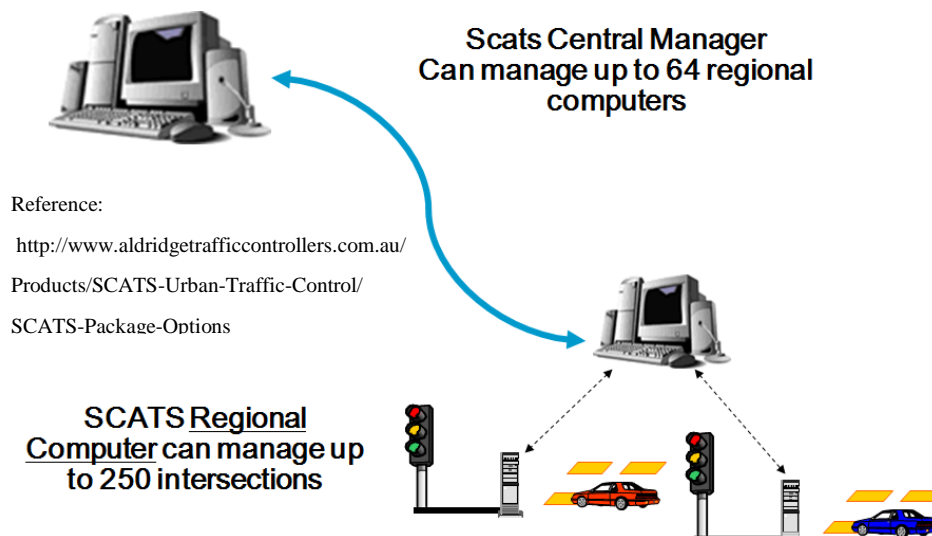 Scats Central Manager
Can manage up to 64 regional
computers
Reference:
http://www.aldridgetrafficcontrollers.com.au/
Products/SCATS-Urban-Traffic-Control/
SCATS-Package-Options
SCATS Regional
Computer can manage up
to 250 intersections